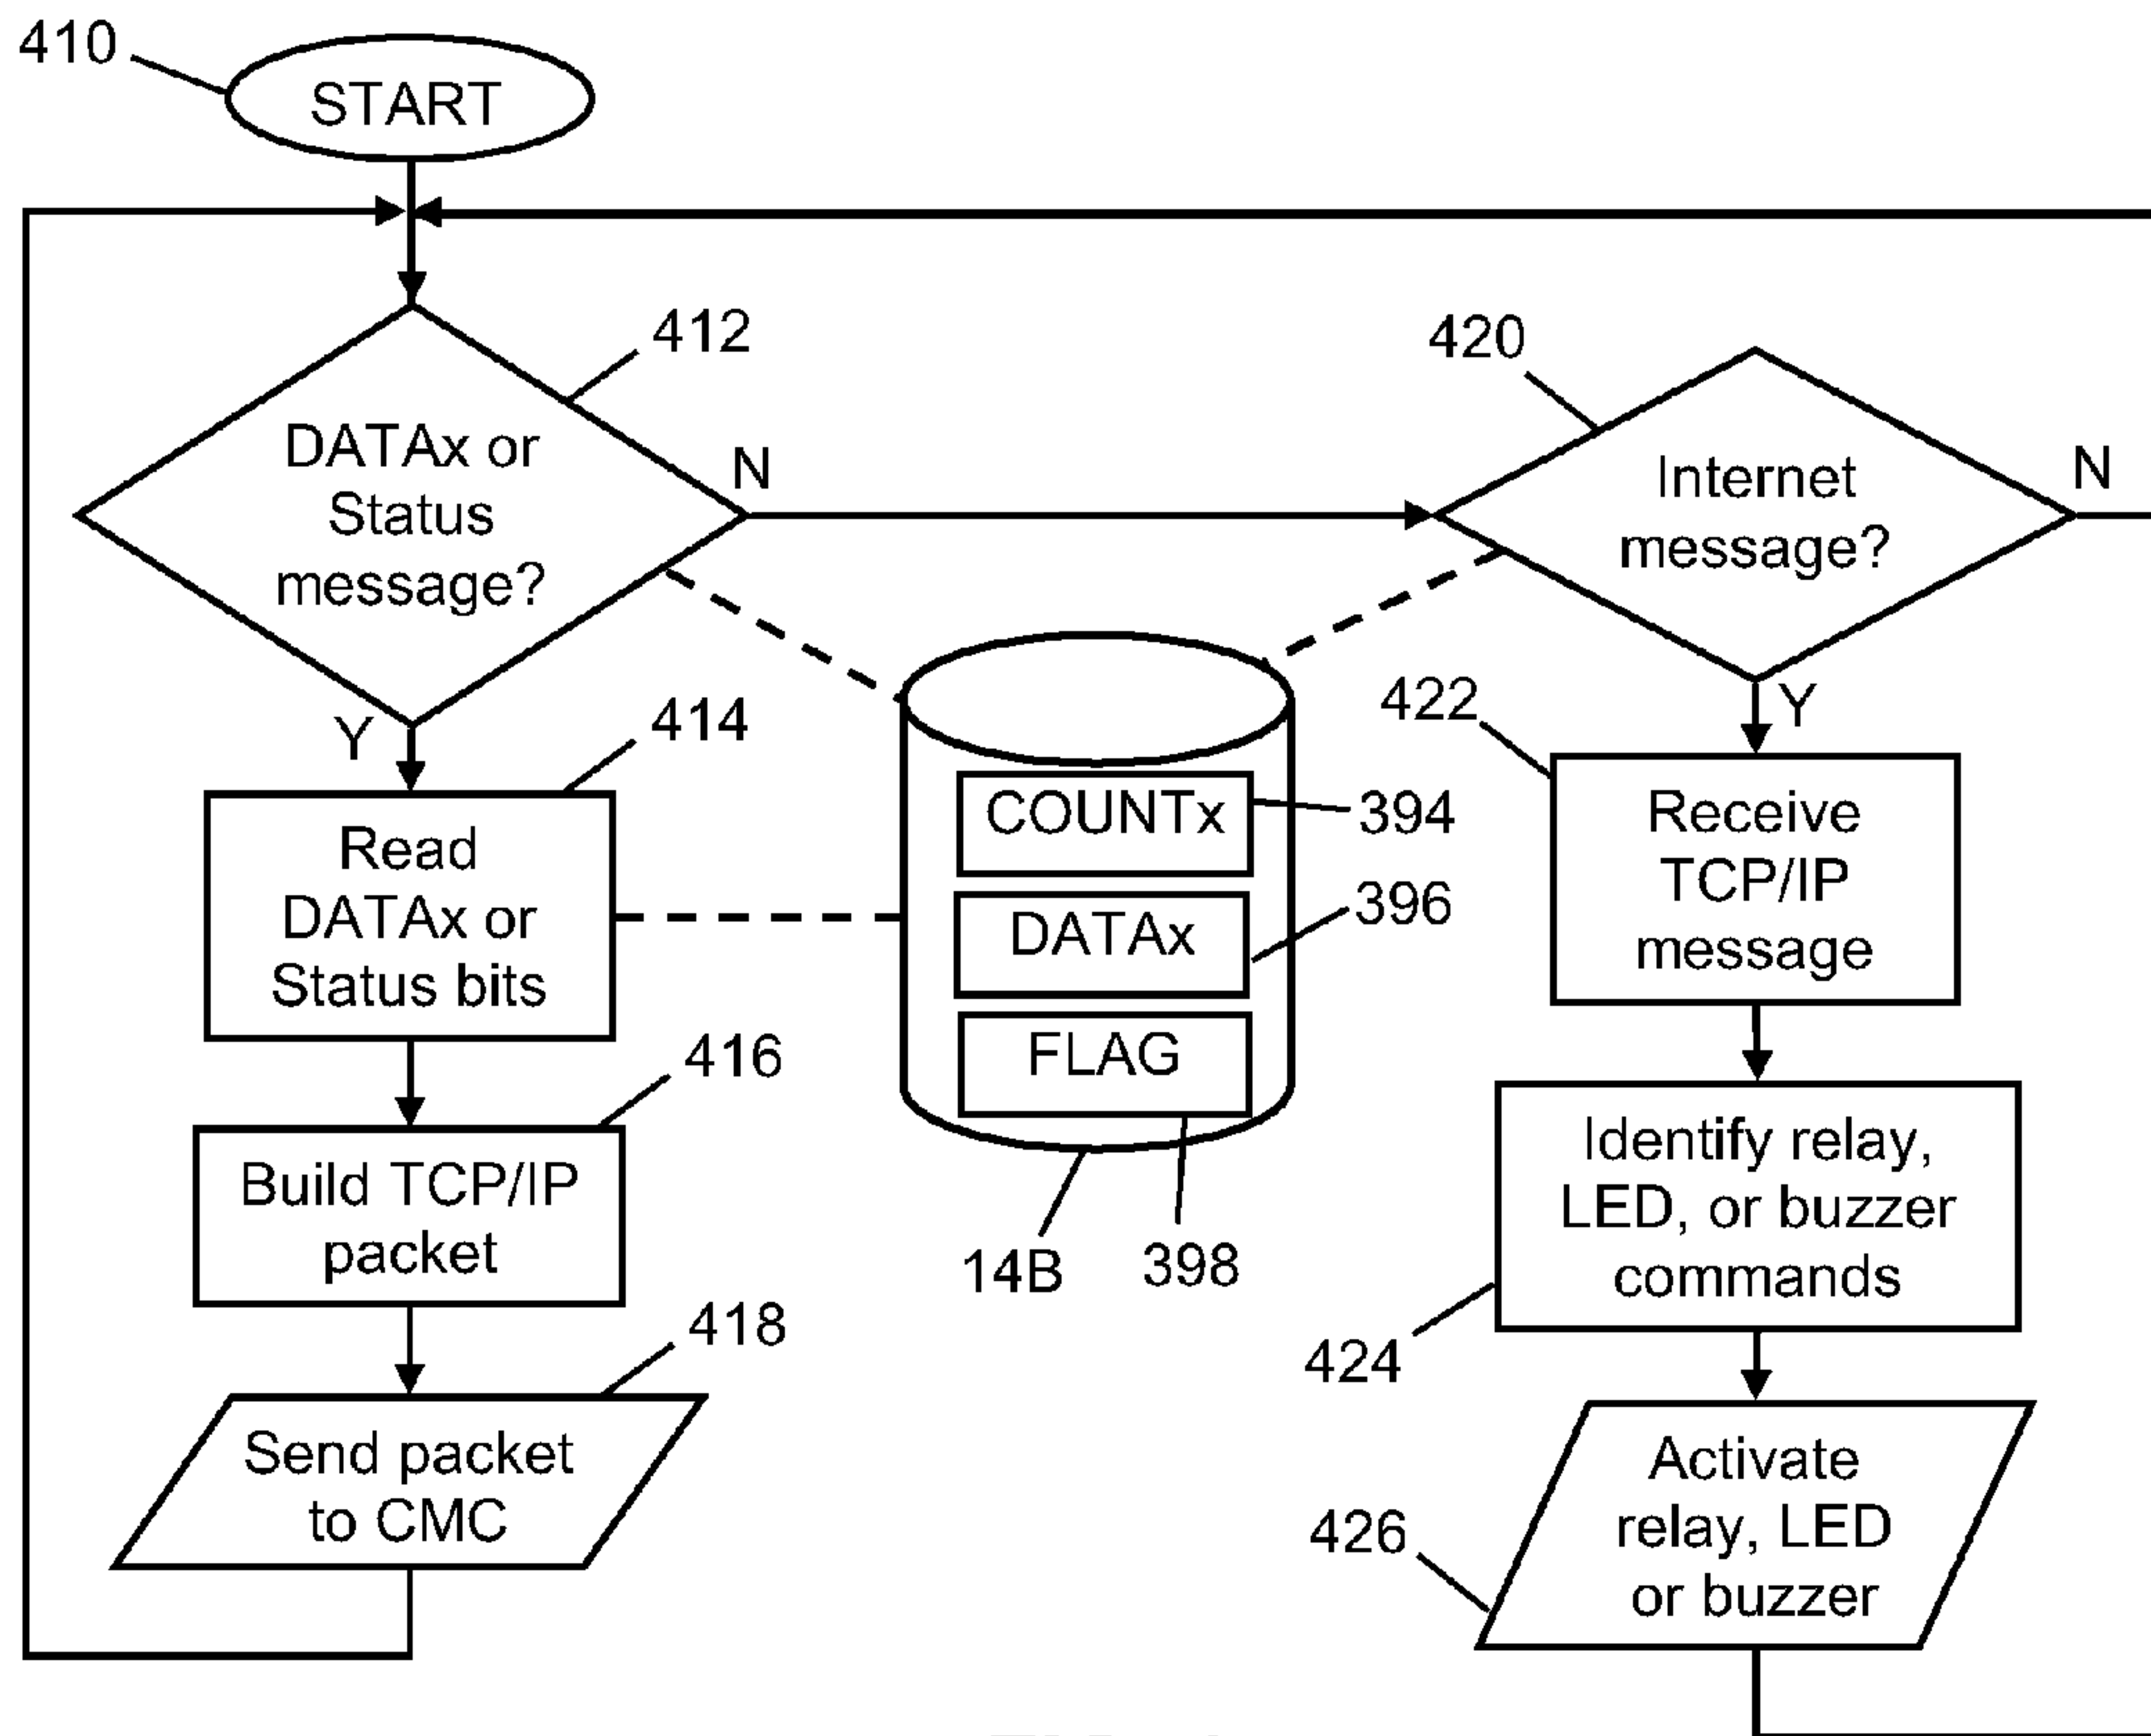 410
START
412
DATAx or
Status
message?
N
Y
420
Internet
message?
N
Y
414
Read
DATAx or
Status bits
416
Build TCP/IP
packet
418
Send packet
to CMC
COUNTx
394
DATAx
396
FLAG
14B
398
422
Receive
TCP/IP
message
Identify relay,
LED, or buzzer
commands
424
Activate
relay, LED
or buzzer
426